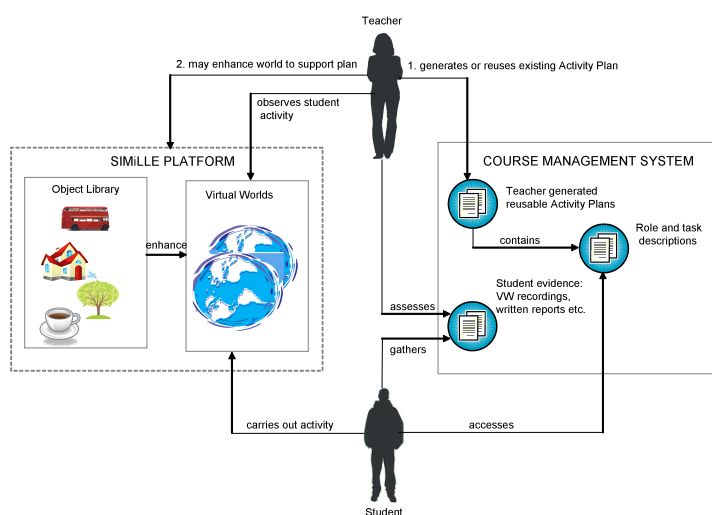 Teacher
2. may enhance world to support plan
1. generates or reuses existing Activity Plan
observes student
activity
SIMiLLE PLATFORM
COURSE MANAGEMENT SYSTEM
Object Library
Virtual Worlds
Teacher generated
reusable Activity Plans
Role and task
descriptions
contains
enhance
Student evidence:
VW recordings,
written reports etc.
assesses
gathers
carries out activity
accesses
Student